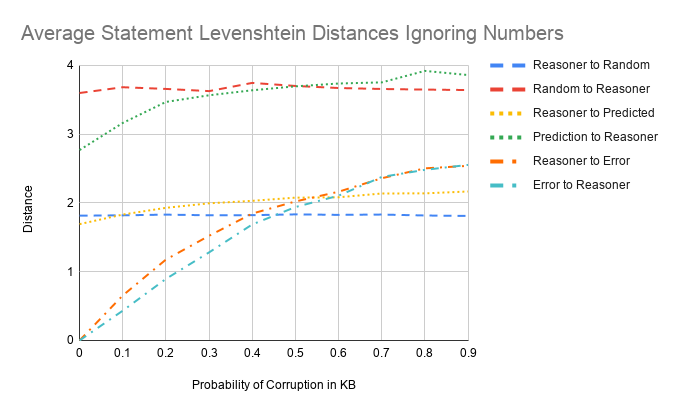 Average Statement Levenshtein Distances Ignoring Numbers
4
3
2
1
0
Distance
0 0.1 0.2 0.3 0.4 0.5 0.6 0.7 0.8 0.9
Probability of Corruption in KB
Reasoner to Random
Random to Reasoner
Reasoner to Predicted
Prediction to Reasoner
Reasoner to Error
Error to Reasoner